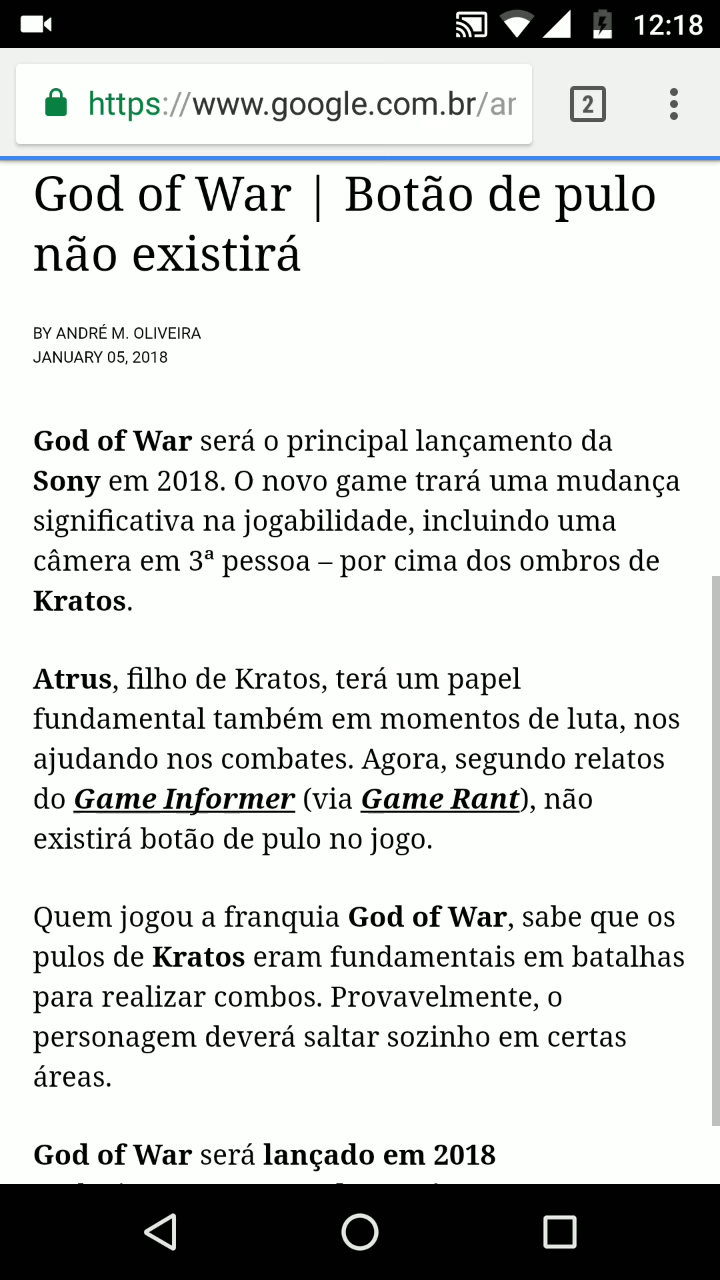 12:18
https://www.google.com.br/ar
2
God of War | Botão de pulo
não existirá
BY ANDRÉ M. OLIVEIRA
JANUARY 05, 2018
God of War será o principal lançamento da
Sony em 2018. O novo game trará uma mudança
significativa na jogabilidade, incluindo uma
câmera em 3ª pessoa – por cima dos ombros de
Kratos.
Atrus, filho de Kratos, terá um papel
fundamental também em momentos de luta, nos
ajudando nos combates. Agora, segundo relatos
do Game Informer (via Game Rant), não
existirá botão de pulo no jogo.
Quem jogou a franquia God of War, sabe que os
pulos de Kratos eram fundamentais em batalhas
para realizar combos. Provavelmente, o
personagem deverá saltar sozinho em certas
áreas.
God of War será lançado em 2018